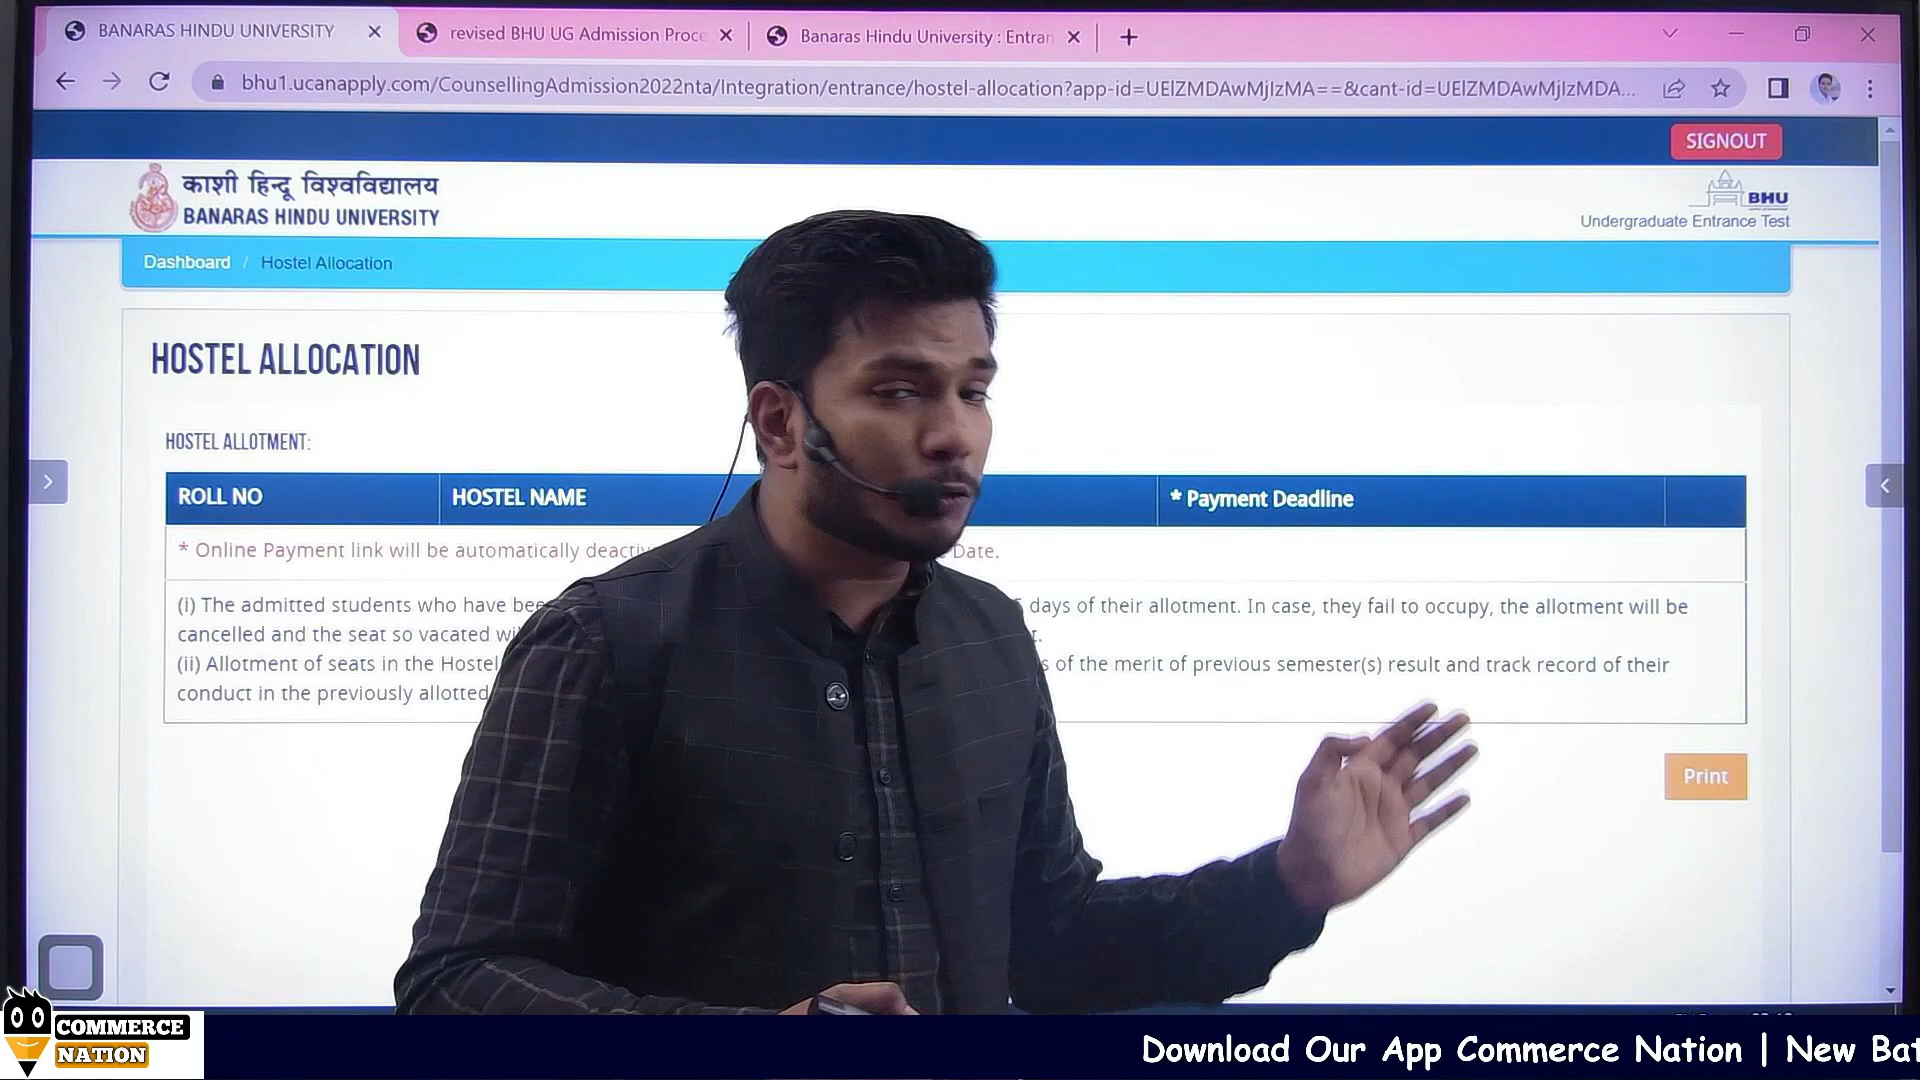 BANARAS HINDU UNIVERSITY
revised BHU UG Admission Proce
Banaras Hindu University : Entran
bhu1.ucanapply.com/CounsellingAdmission2022nta/Integration/entrance/hostel-allocation?app-id=UElZMDAwMjIzMA==&cant-id=UElZMDAwMjIzMDA...
SIGNOUT
काशी हिन्दू विश्वविद्यालय
BANARAS HINDU UNIVERSITY
BHU
Undergraduate Entrance Test
Dashboard / Hostel Allocation
HOSTEL ALLOCATION
HOSTEL ALLOTMENT:
ROLL NO HOSTEL NAME * Payment Deadline
* Online Payment link will be automatically Date.
(i) The admitted students who have days of their allotment. In case, they fail to occupy, the allotment will be
cancelled and the seat so vacated
(ii) Allotment of seats in the Hostel of the merit of previous semester(s) result and track record of their
conduct in the previously allotted
Print
COMMERCE
NATION
Download Our App Commerce Nation | New Bat